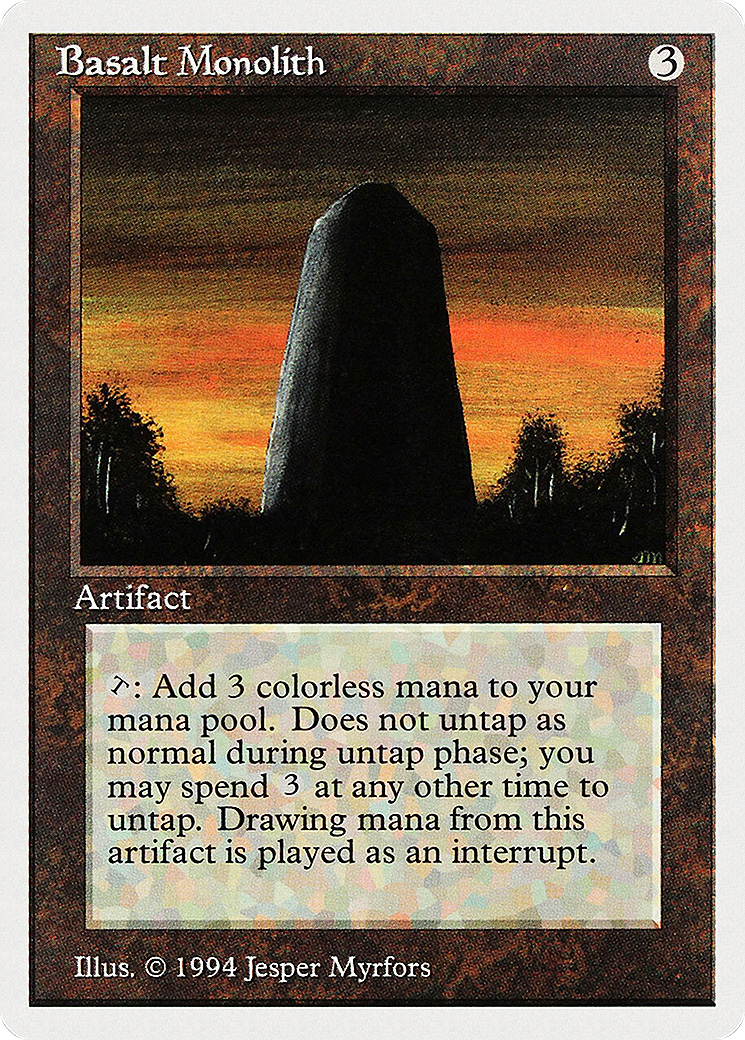 Basalt Monolith 3
Artifact
T: Add 3 colorless mana to your
mana pool. Does not untap as
normal during untap phase; you
may spend 3 at any other time to
untap. Drawing mana from this
artifact is played as an interrupt.
JM
Illus. © 1994 Jesper Myrfors